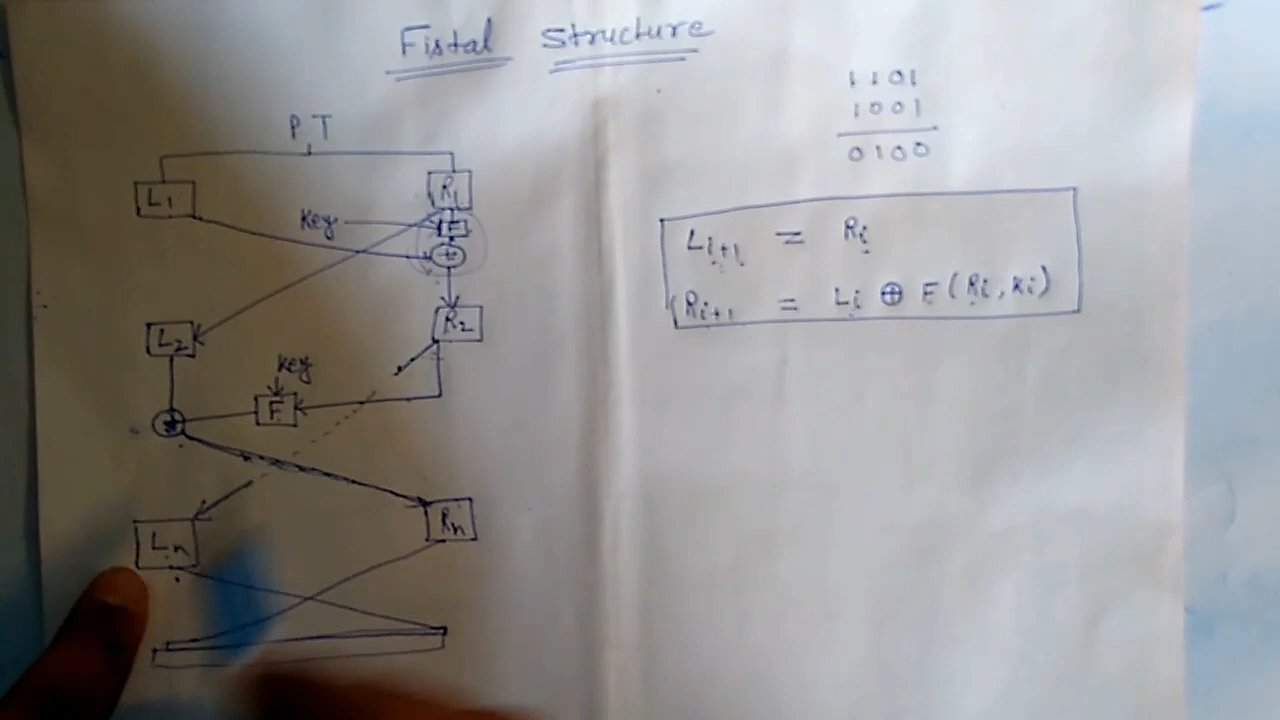 Fistal Structure
PT
L1
R1
Key
F
+
L2
R2
key
F
Ln
Rn
1101
1001
0100
Li+1 = Ri
Ri+1 = Li ⊕ F(Ri, Ki)